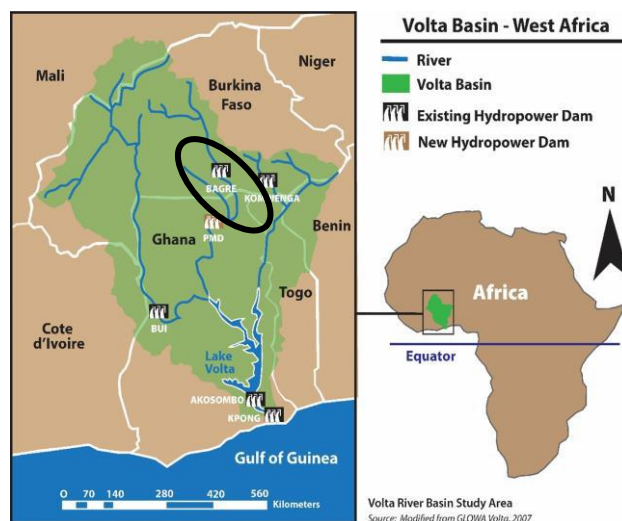 Mali
Niger
Burkina
Faso
BAGRE
Ghana
PMD
Benin
Togo
BUI
Cote
d'Ivoire
Lake
Volta
AKOSOMBO
KPONG
Gulf of Guinea
0 70 140 280 420 560
Kilometers
Volta Basin - West Africa
River
Volta Basin
Existing Hydropower Dam
New Hydropower Dam
N
Africa
Equator
Volta River Basin Study Area
Source: Modified from GLOWA Volta, 2007